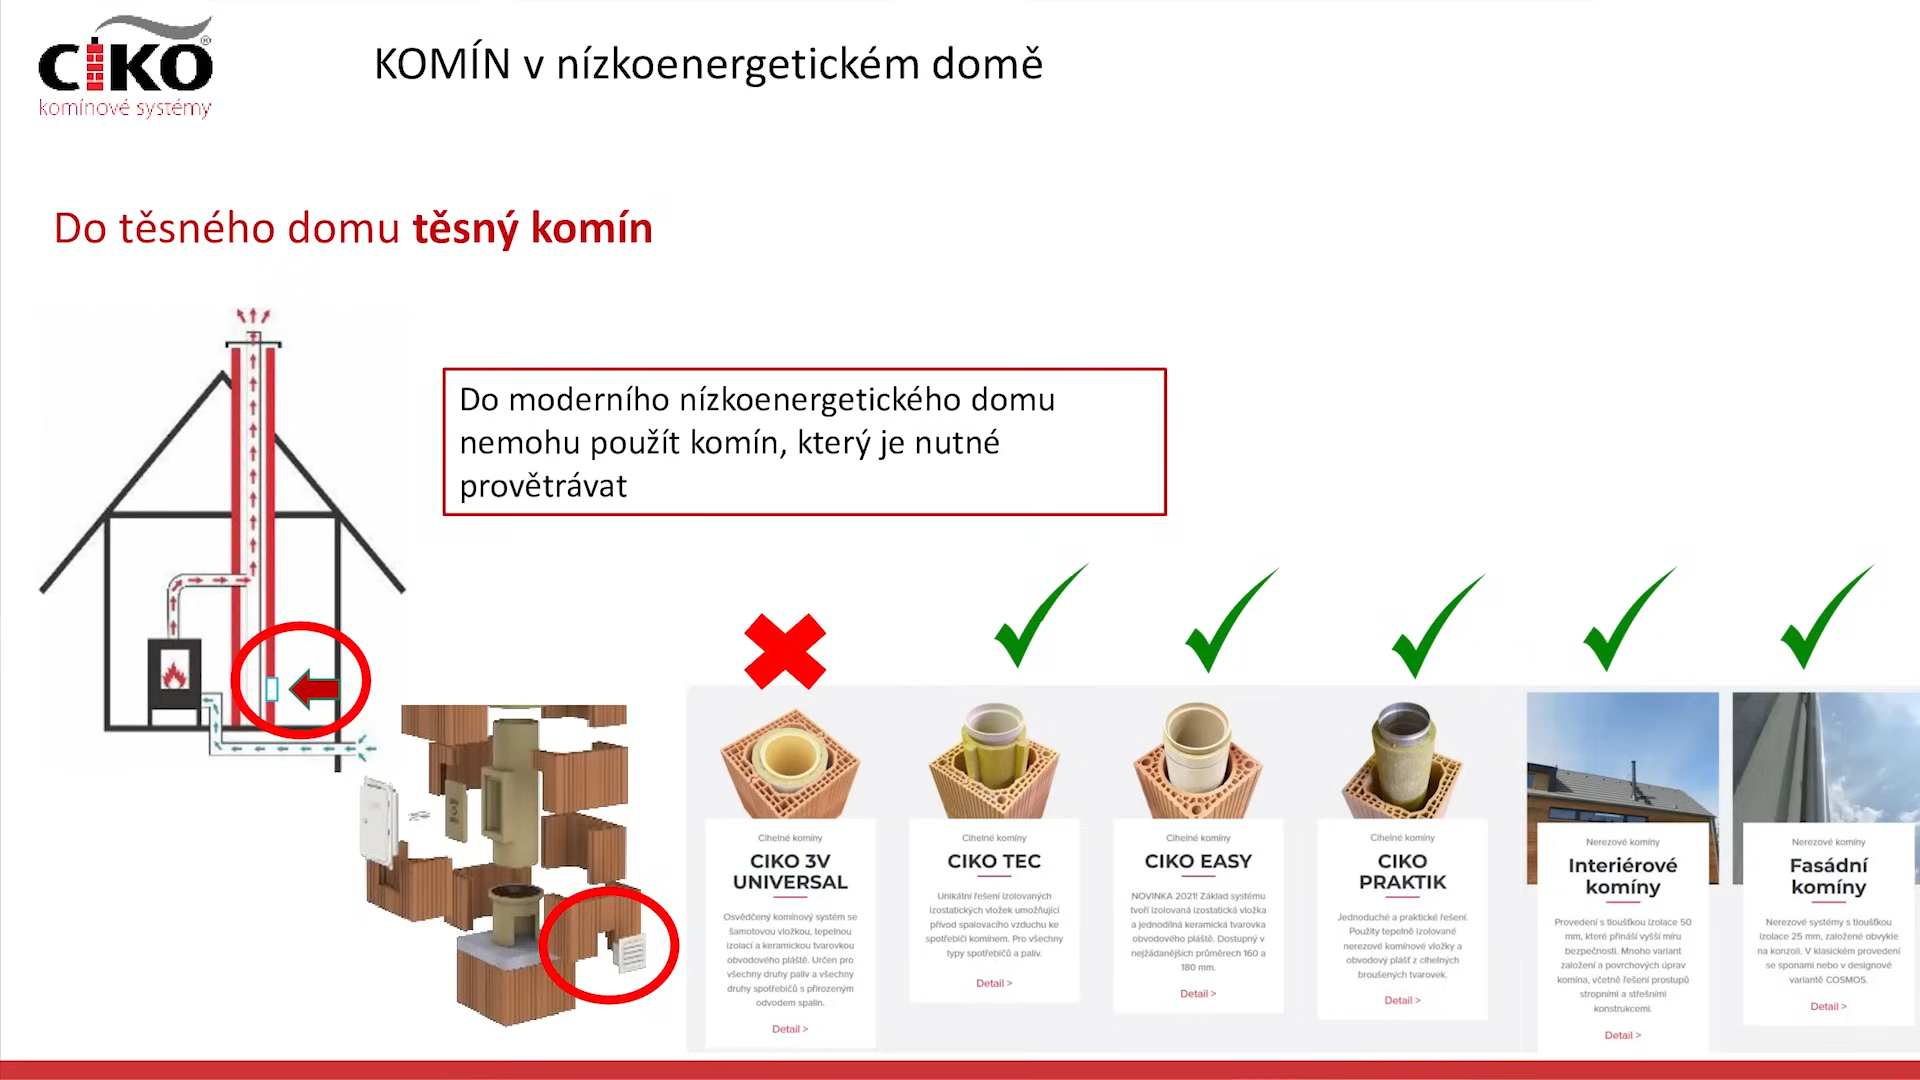 CIKO®
komínové systémy
KOMÍN v nízkoenergetickém domě
Do těsného domu těsný komín
Do moderního nízkoenergetického domu
nemohu použít komín, který je nutné
provětrávat
Cihelné komíny
CIKO 3V
UNIVERSAL
Osvědčený komínový systém se
šamotovou vložkou, tepelnou
izolací a keramickou tvarovkou
obvodového pláště. Určen pro
všechny druhy paliv a všechny
druhy spotřebičů s přirozeným
odvodem spalin.
Detail >
Cihelné komíny
CIKO TEC
Unikátní řešení izolovaných
izostatických vložek umožňující
přívod spalovacího vzduchu ke
spotřebiči komínem. Pro všechny
typy spotřebičů a paliv.
Detail >
Cihelné komíny
CIKO EASY
NOVINKA 2021! Základ systému
tvoří izolovaná izostatická vložka
a jednodílná keramická tvarovka
obvodového pláště. Dostupný v
nejžádanějších průměrech 160 a
180 mm.
Detail >
Cihelné komíny
CIKO
PRAKTIK
Jednoduché a praktické řešení.
Použity tepelně izolované
nerezové komínové vložky a
obvodový plášť z cihelných
broušených tvarovek.
Detail >
Nerezové komíny
Interiérové
komíny
Provedení s tloušťkou izolace 50
mm, které přináší vyšší míru
bezpečnosti. Mnoho variant
založení a povrchových úprav
komína, včetně řešení prostupů
stropními a střešními
konstrukcemi.
Detail >
Nerezové komíny
Fasádní
komíny
Nerezové systémy s tloušťkou
izolace 25 mm, založené obvykle
na konzoli. V klasickém provedení
se sponami nebo v designové
variantě COSMOS.
Detail >